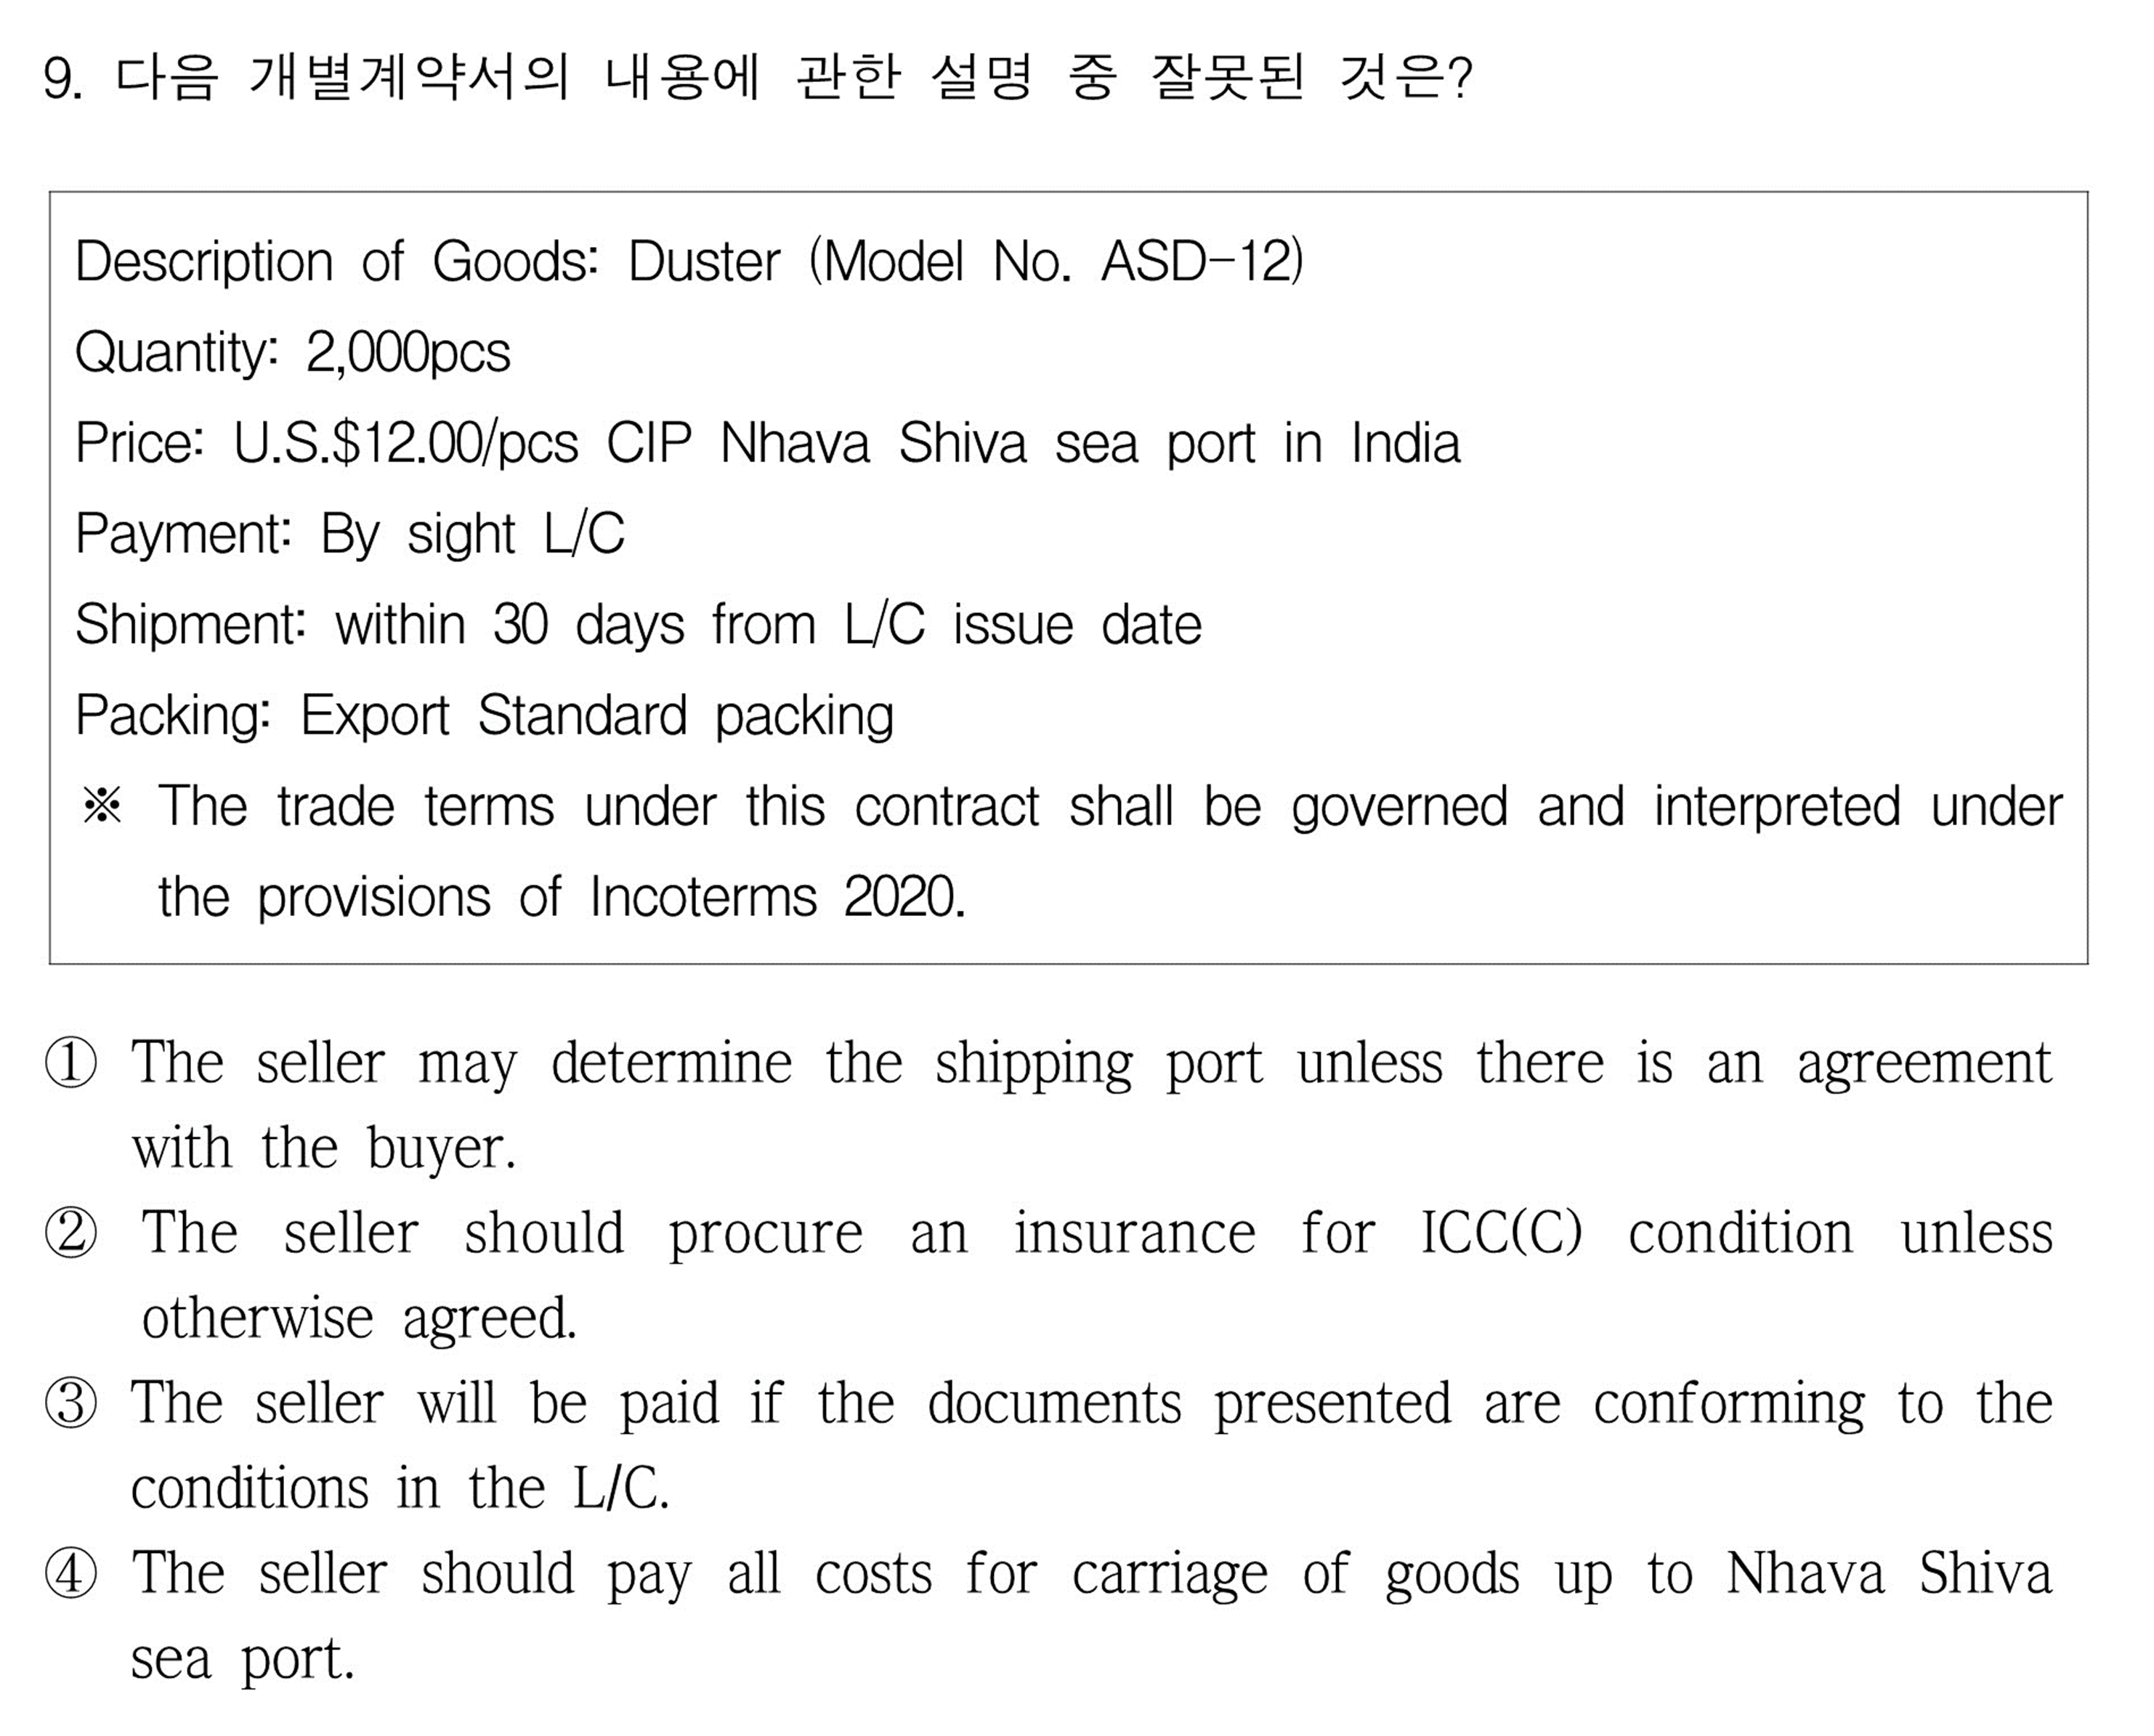 9. 다음 개별계약서의 내용에 관한 설명 중 잘못된 것은?
Description of Goods: Duster (Model No. ASD-12)
Quantity: 2,000pcs
Price: U.S.$12.00/pcs CIP Nhava Shiva sea port in India
Payment: By sight L/C
Shipment: within 30 days from L/C issue date
Packing: Export Standard packing
※ The trade terms under this contract shall be governed and interpreted under
the provisions of Incoterms 2020.
① The seller may determine the shipping port unless there is an agreement
with the buyer.
② The seller should procure an insurance for ICC(C) condition unless
otherwise agreed.
③ The seller will be paid if the documents presented are conforming to the
conditions in the L/C.
④ The seller should pay all costs for carriage of goods up to Nhava Shiva
sea port.